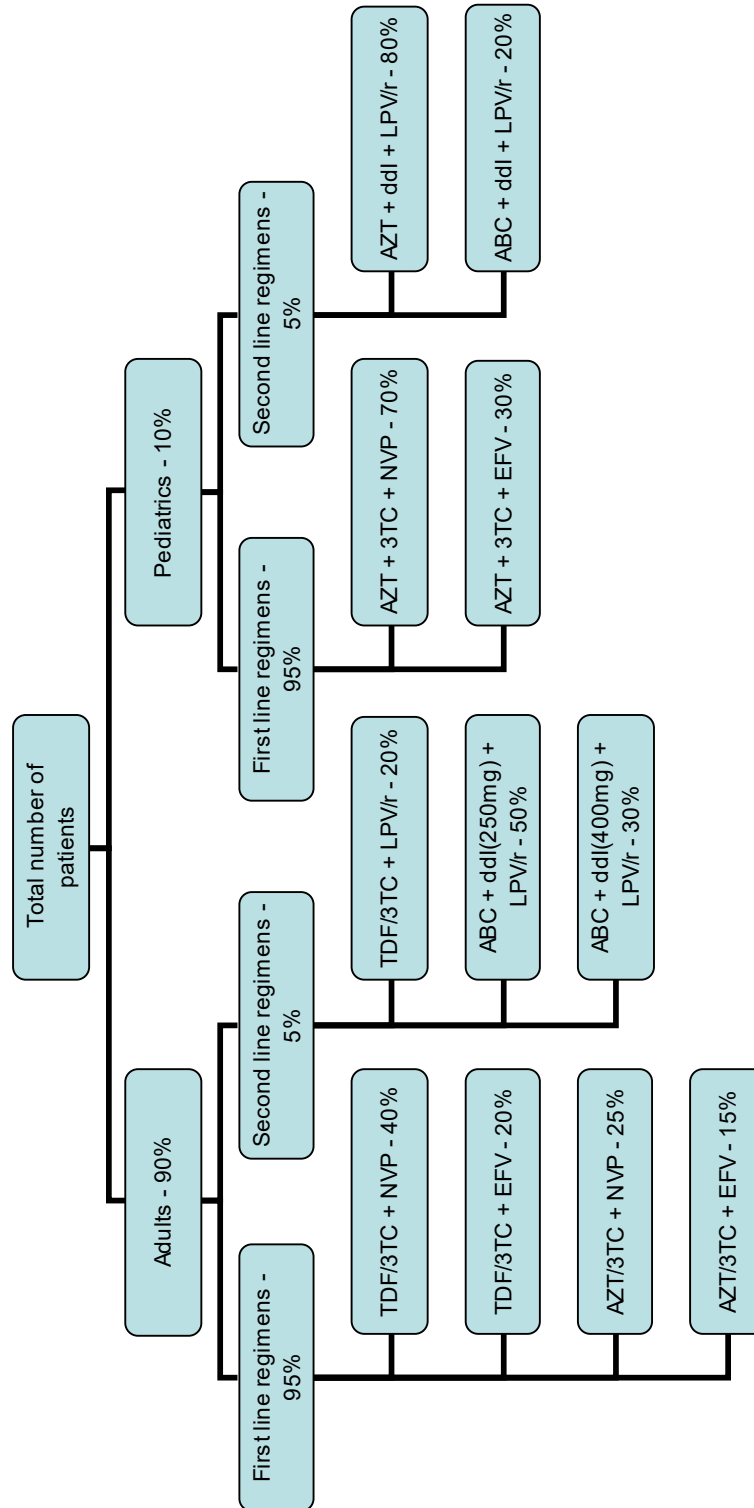 Total number of
patients
Adults - 90%
Pediatrics - 10%
First line regimens -
95%
Second line regimens -
5%
First line regimens -
95%
Second line regimens -
5%
TDF/3TC + NVP - 40%
TDF/3TC + EFV - 20%
AZT/3TC + NVP - 25%
AZT/3TC + EFV - 15%
TDF/3TC + LPV/r - 20%
ABC + ddI(250mg) +
LPV/r - 50%
ABC + ddI(400mg) +
LPV/r - 30%
AZT + 3TC + NVP - 70%
AZT + 3TC + EFV - 30%
AZT + ddI + LPV/r - 80%
ABC + ddI + LPV/r - 20%